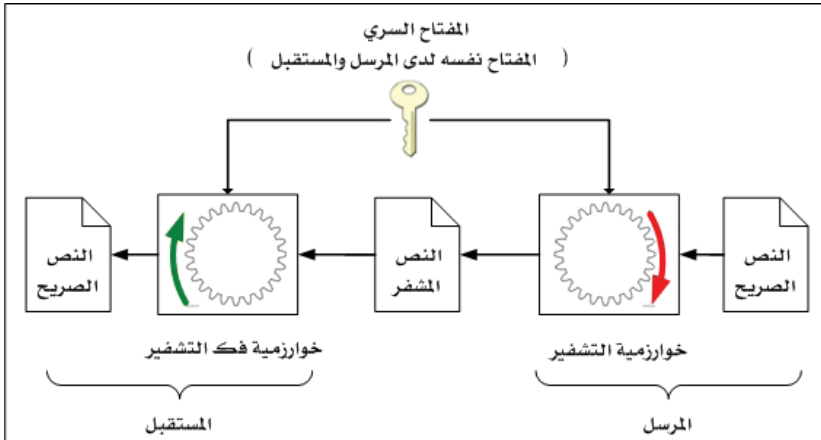 المفتاح السري
( المفتاح نفسه لدى المرسل والمستقبل )
النص
الصريح
النص
المشفر
النص
الصريح
خوارزمية التشفير
خوارزمية فك التشفير
المرسل
المستقبل